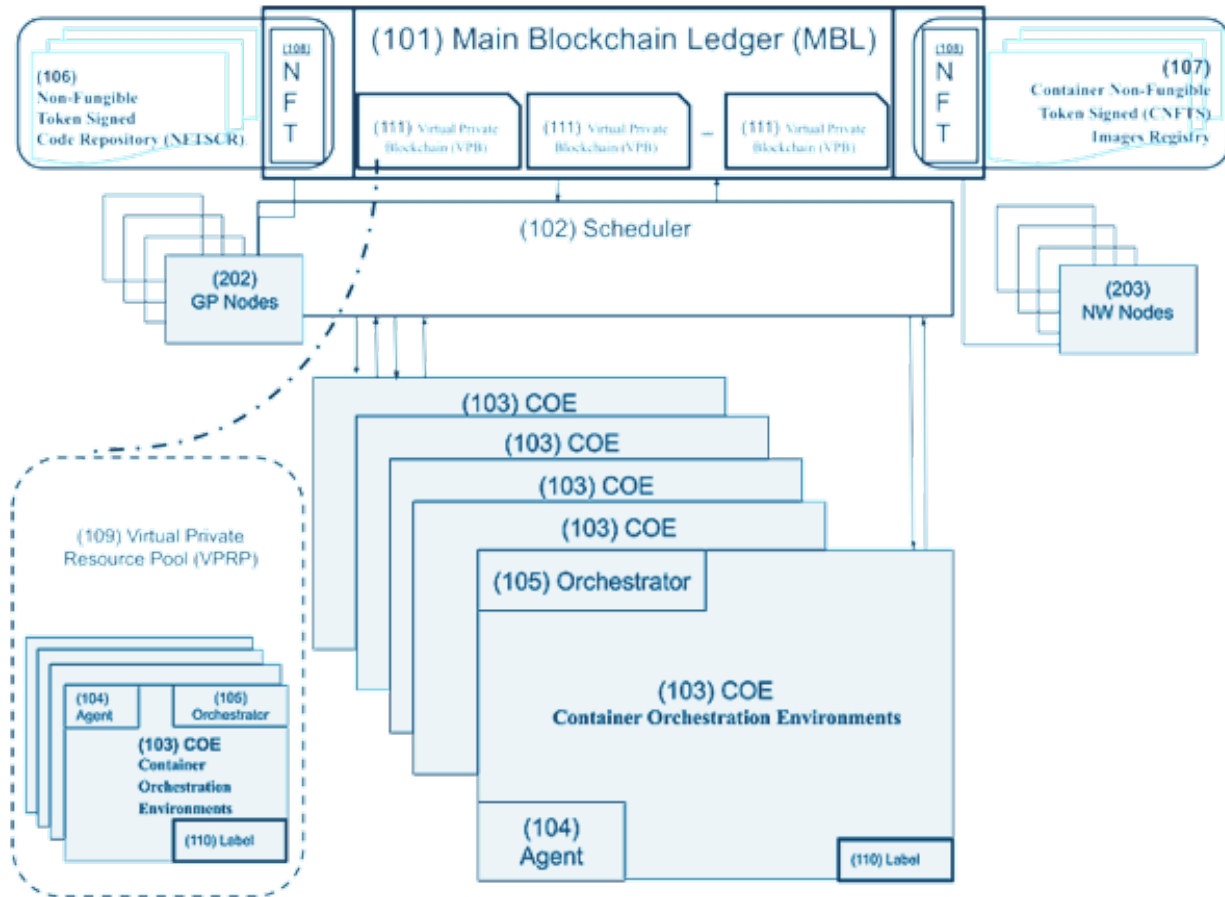 (101) Main Blockchain Ledger (MBL)
(108)
N
F
T
(106)
Non-Fungible
Token Signed
Code Repository (NETSCR)
(108)
N
F
T
(107)
Container Non-Fungible
Token Signed (CNFTS)
Images Registry
(111) Virtual Private
Blockchain (VPB)
(111) Virtual Private
Blockchain (VPB)
–
(111) Virtual Private
Blockchain (VPB)
(102) Scheduler
(202)
GP Nodes
(203)
NW Nodes
(103) COE
(103) COE
(103) COE
(103) COE
(105) Orchestrator
(103) COE
Container Orchestration Environments
(104)
Agent
(110) Label
(109) Virtual Private
Resource Pool (VPRP)
(104)
Agent
(105)
Orchestrator
(103) COE
Container
Orchestration
Environments
(110) Label